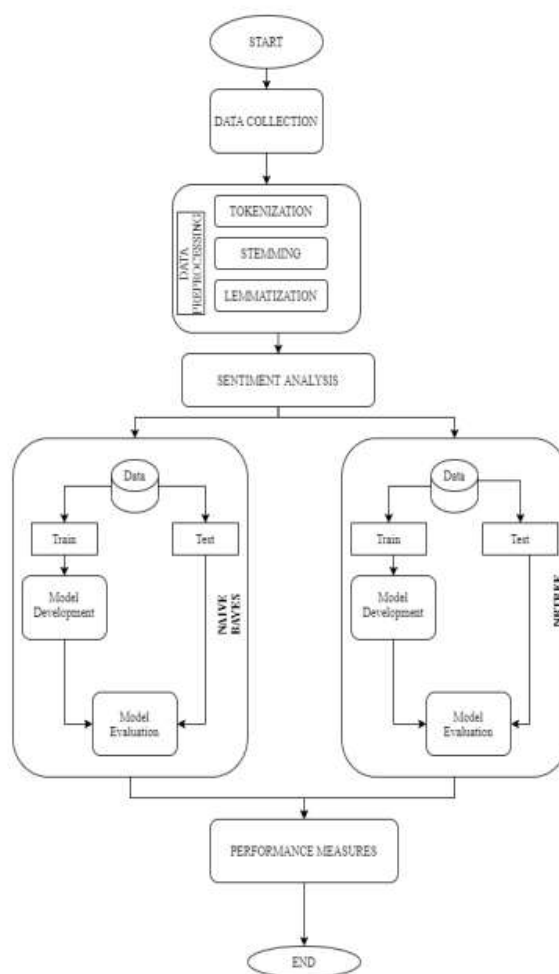 START
DATA COLLECTION
DATA
PREPROCESSING
TOKENIZATION
STEMMING
LEMMATIZATION
SENTIMENT ANALYSIS
Data
Train
Test
Model
Development
NAIVE
BAYES
Model
Evaluation
Data
Train
Test
Model
Development
NBTREE
Model
Evaluation
PERFORMANCE MEASURES
END